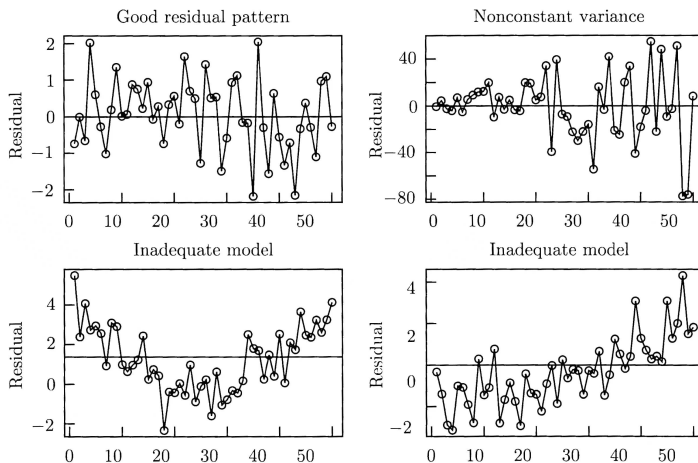 Good residual pattern
Residual
2
1
0
−1
−2
0 10 20 30 40 50
Nonconstant variance
Residual
40
0
−40
−80
0 10 20 30 40 50
Inadequate model
Residual
4
2
0
−2
0 10 20 30 40 50
Inadequate model
Residual
4
2
0
−2
0 10 20 30 40 50